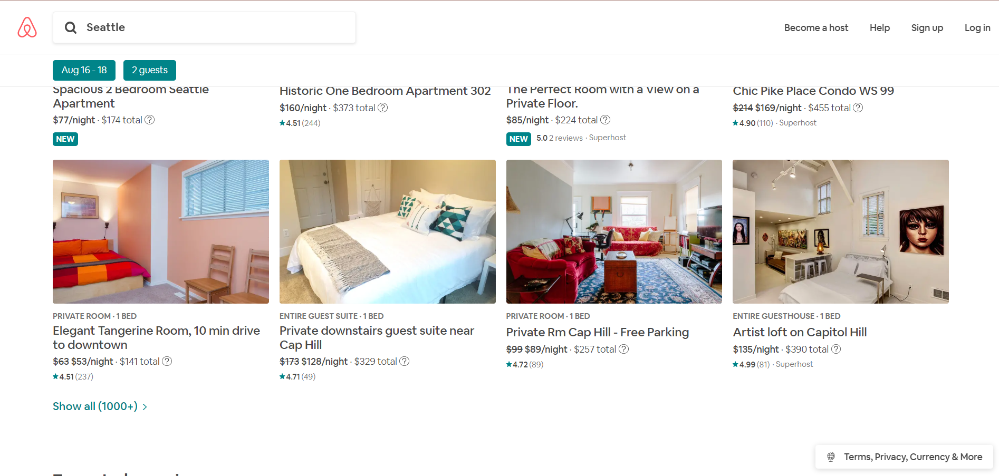 Seattle
Become a host
Help
Sign up
Log in
Aug 16 - 18
2 guests
Spacious 2 Bedroom Seattle
Apartment
$77/night · $174 total ?
NEW
Historic One Bedroom Apartment 302
$160/night · $373 total ?
★4.51 (244)
The Perfect Room with a View on a
Private Floor.
$85/night · $224 total ?
NEW 5.0 2 reviews · Superhost
Chic Pike Place Condo WS 99
$214 $169/night · $455 total ?
★4.90 (110) · Superhost
PRIVATE ROOM · 1 BED
Elegant Tangerine Room, 10 min drive
to downtown
$63 $53/night · $141 total ?
★4.51 (237)
ENTIRE GUEST SUITE · 1 BED
Private downstairs guest suite near
Cap Hill
$173 $128/night · $329 total ?
★4.71 (49)
PRIVATE ROOM · 1 BED
Private Rm Cap Hill - Free Parking
$99 $89/night · $257 total ?
★4.72 (89)
ENTIRE GUESTHOUSE · 1 BED
Artist loft on Capitol Hill
$135/night · $390 total ?
★4.99 (81) · Superhost
Show all (1000+) >
Terms, Privacy, Currency & More